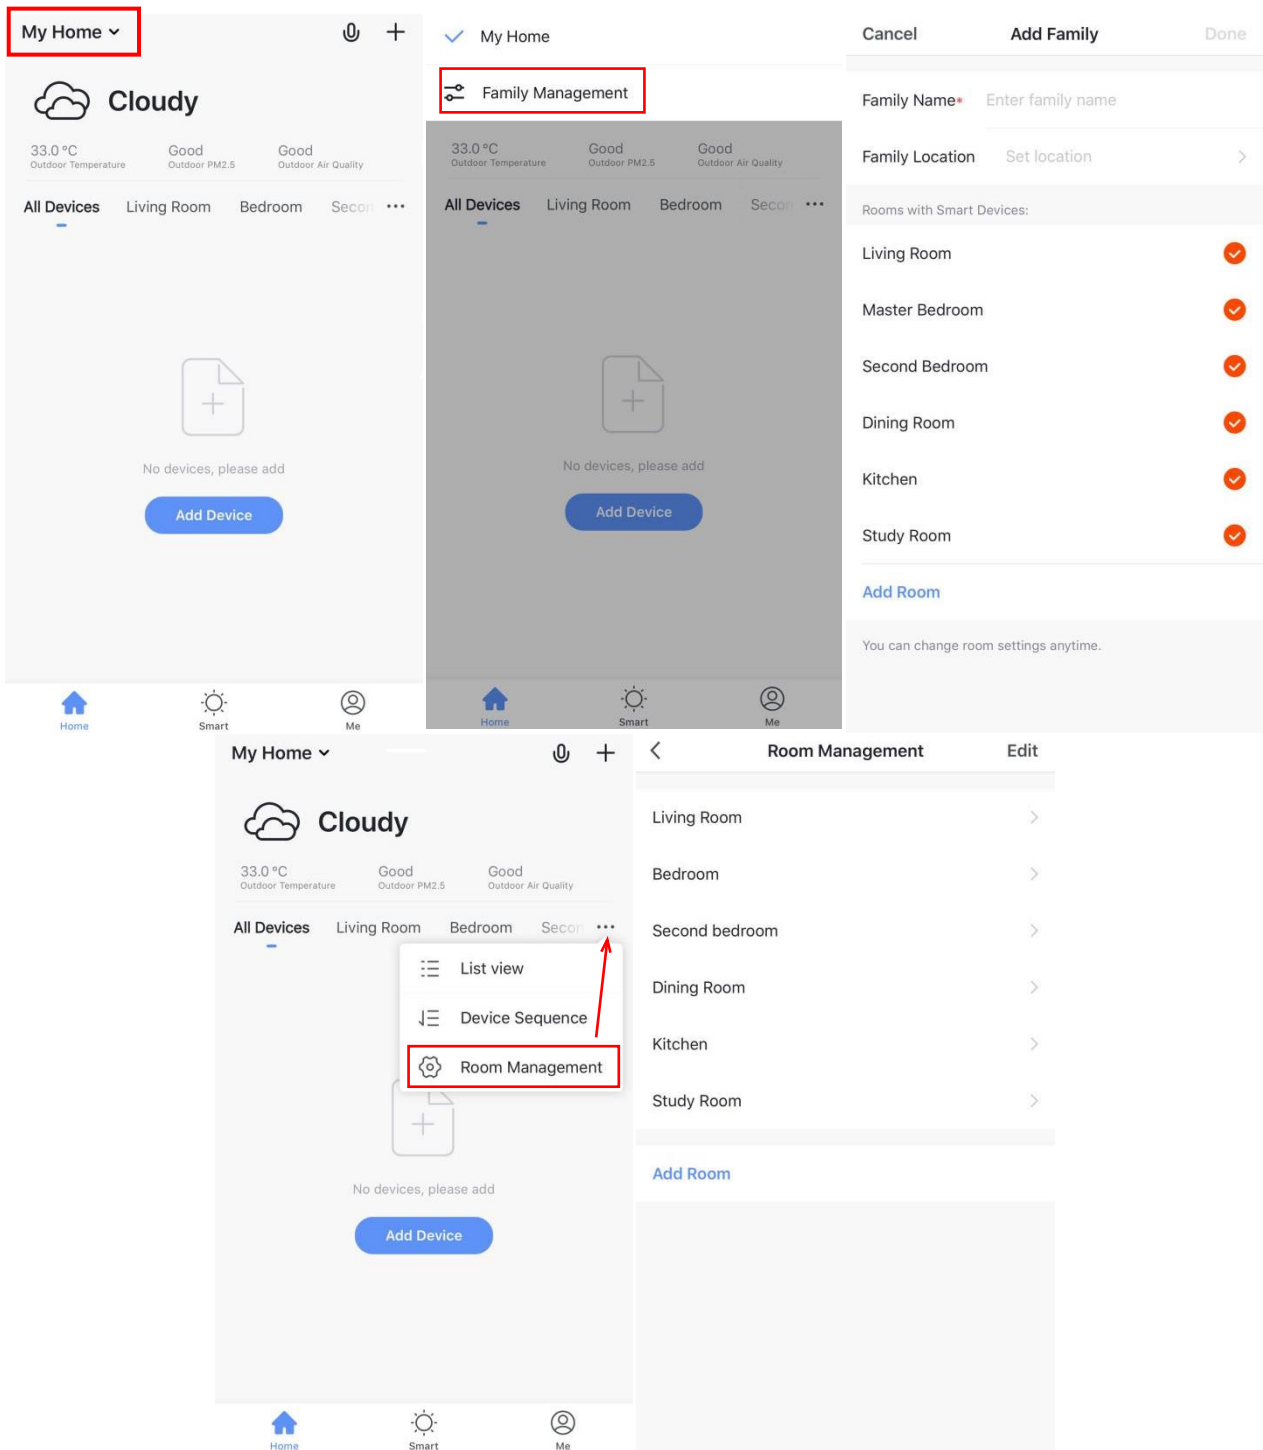 My Home
Cloudy
33.0 °C Good Good
Outdoor Temperature Outdoor PM2.5 Outdoor Air Quality
All Devices Living Room Bedroom Secon
No devices, please add
Add Device
Home Smart Me
My Home
Family Management
33.0 °C Good Good
Outdoor Temperature Outdoor PM2.5 Outdoor Air Quality
All Devices Living Room Bedroom Secon
No devices, please add
Add Device
Home Smart Me
Cancel Add Family Done
Family Name* Enter family name
Family Location Set location
Rooms with Smart Devices:
Living Room
Master Bedroom
Second Bedroom
Dining Room
Kitchen
Study Room
Add Room
You can change room settings anytime.
My Home
Cloudy
33.0 °C Good Good
Outdoor Temperature Outdoor PM2.5 Outdoor Air Quality
All Devices Living Room Bedroom Secon
List view
Device Sequence
Room Management
No devices, please add
Add Device
Home Smart Me
Room Management Edit
Living Room
Bedroom
Second bedroom
Dining Room
Kitchen
Study Room
Add Room